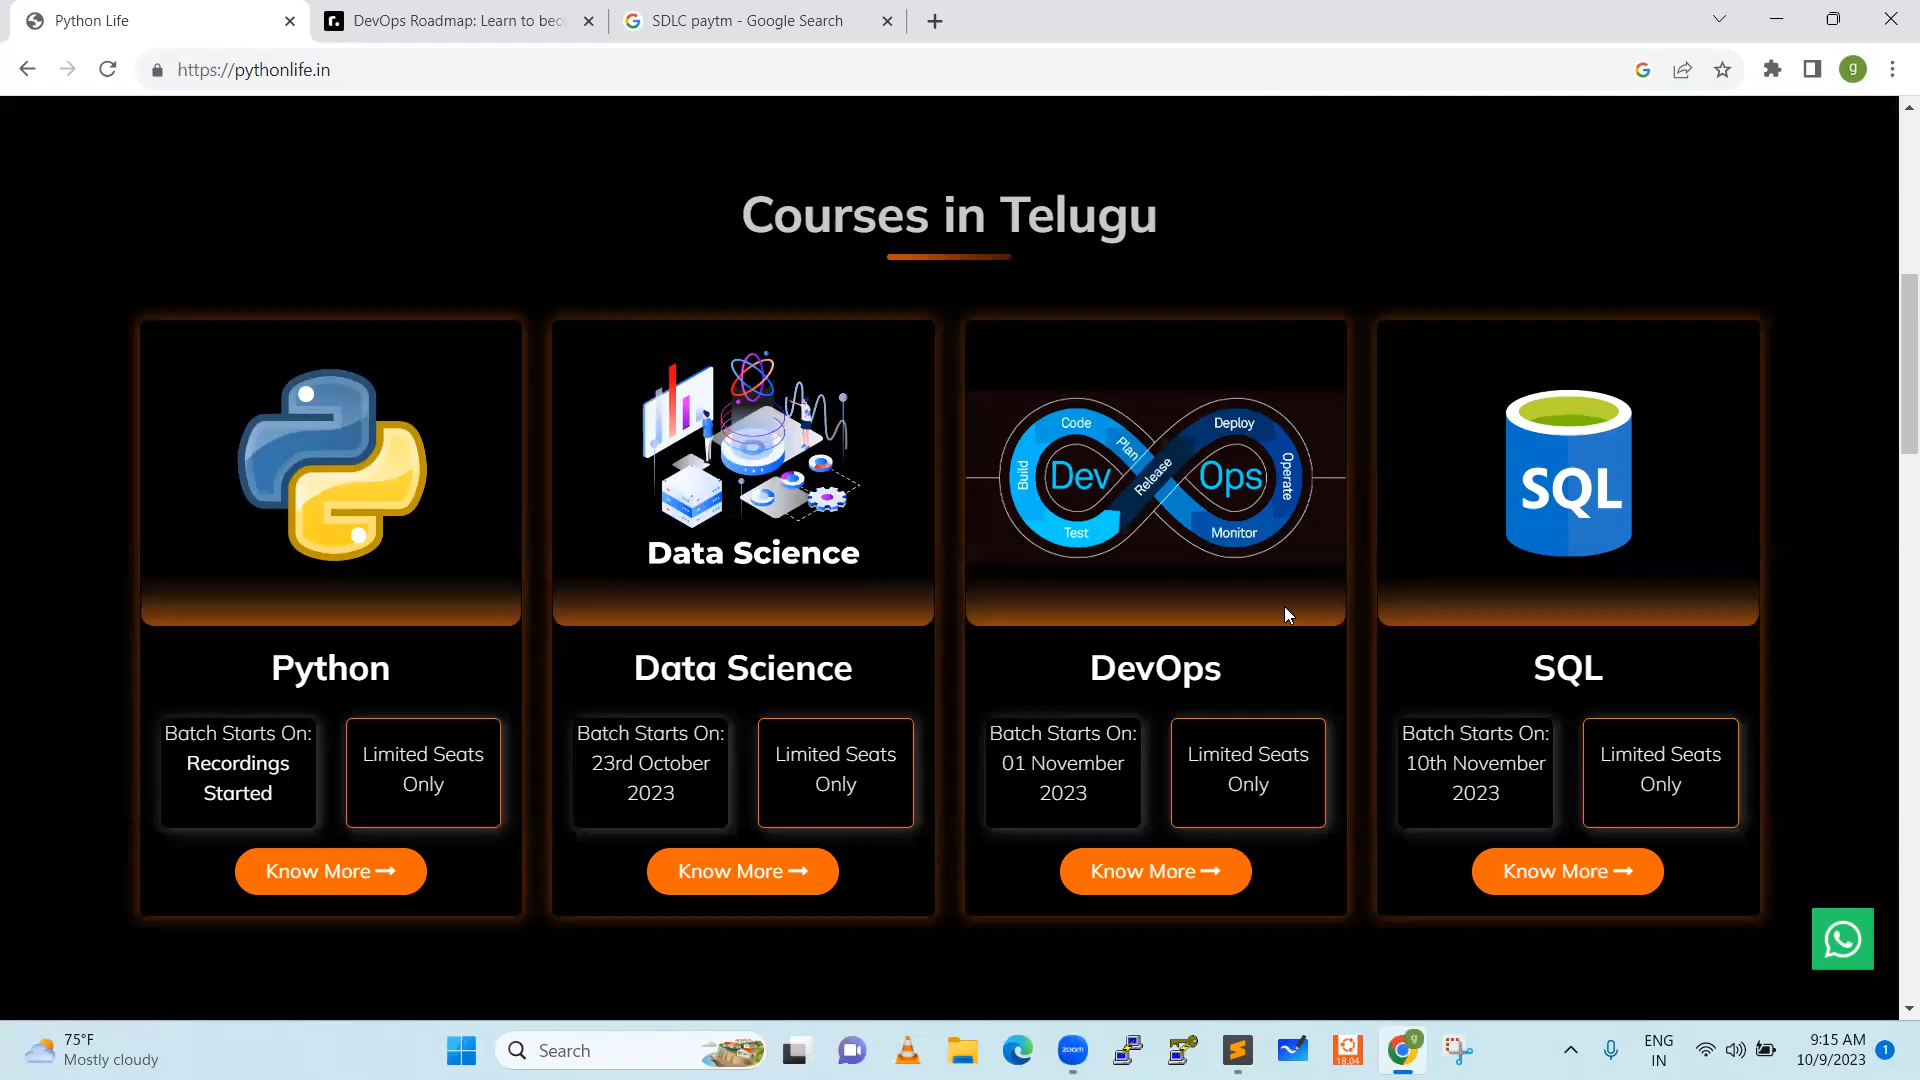 Python Life
DevOps Roadmap: Learn to bec
SDLC paytm - Google Search
https://pythonlife.in
g
Courses in Telugu
Data Science
Code
Plan
Build
Dev
Test
Release
Deploy
Ops
Operate
Monitor
SQL
Python
Batch Starts On:
Recordings
Started
Limited Seats
Only
Know More
Data Science
Batch Starts On:
23rd October
2023
Limited Seats
Only
Know More
DevOps
Batch Starts On:
01 November
2023
Limited Seats
Only
Know More
SQL
Batch Starts On:
10th November
2023
Limited Seats
Only
Know More
75°F
Mostly cloudy
Search
zoom
18.04
g
ENG
IN
9:15 AM
10/9/2023
1